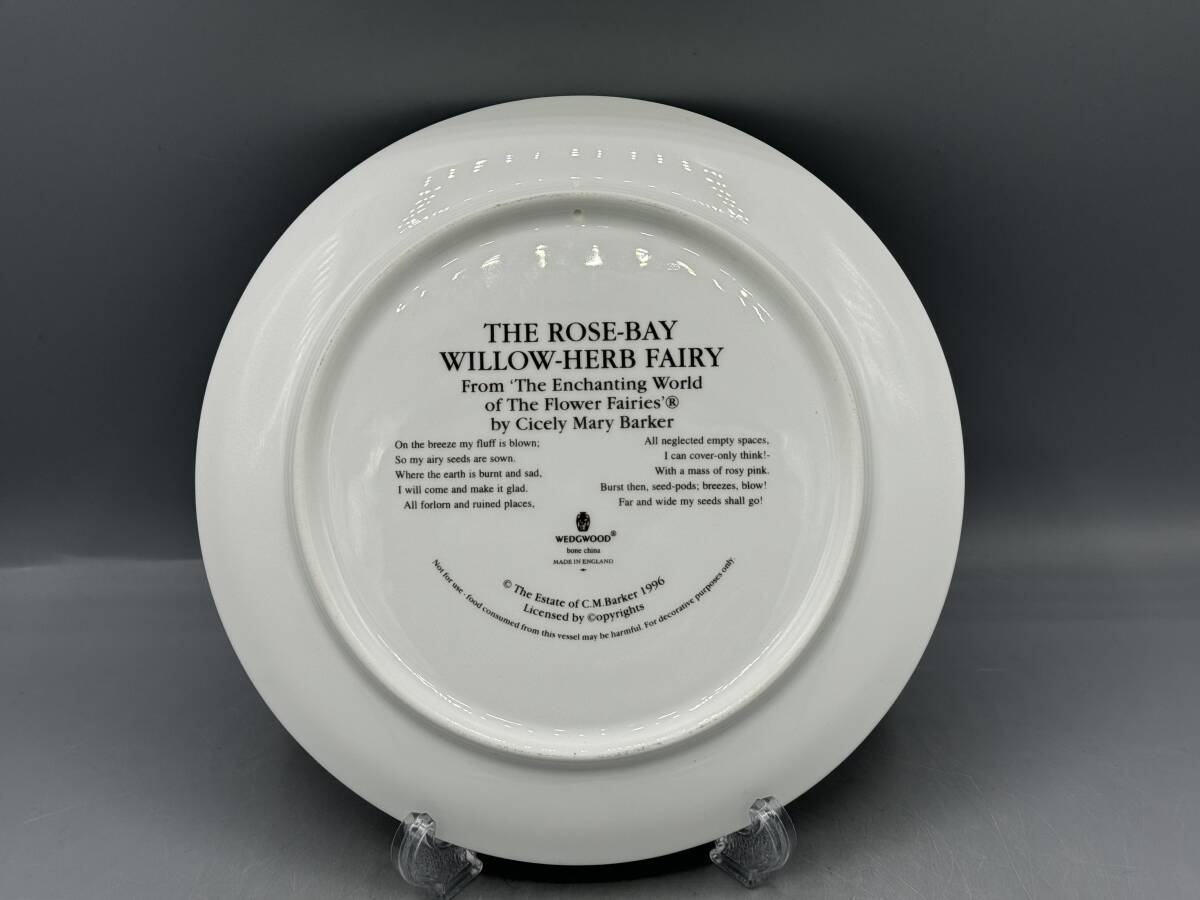 28
THE ROSE-BAY
WILLOW-HERB FAIRY
From ‘The Enchanting World
of The Flower Fairies’®
by Cicely Mary Barker
On the breeze my fluff is blown;
So my airy seeds are sown.
Where the earth is burnt and sad,
I will come and make it glad.
All forlorn and ruined places,
All neglected empty spaces,
I can cover-only think!-
With a mass of rosy pink.
Burst then, seed-pods; breezes, blow!
Far and wide my seeds shall go!
WEDGWOOD®
bone china
MADE IN ENGLAND
© The Estate of C.M.Barker 1996
Licensed by ©opyrights
Not for use - food consumed from this vessel may be harmful. For decorative purposes only.